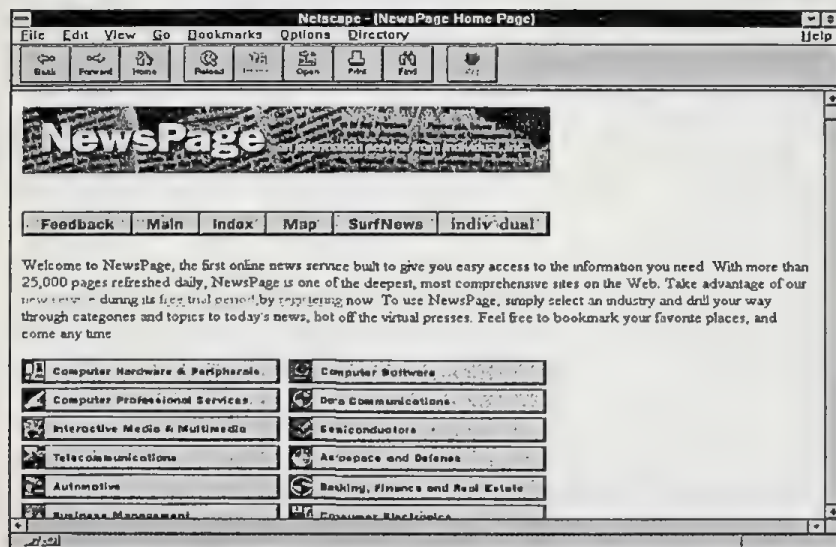 Netscape - (NewsPage Home Page)
File Edit View Go Bookmarks Options Directory Help
Back Forward Home Reload Open Print Find
NewsPage
an information service from Individual, Inc.
Feedback Main Index Map SurfNews individual
Welcome to NewsPage, the first online news service built to give you easy access to the information you need With more than
25,000 pages refreshed daily, NewsPage is one of the deepest, most comprehensive sites on the Web. Take advantage of our
new service during its free trial period, by registering now To use NewsPage, simply select an industry and drill your way
through categories and topics to today's news, hot off the virtual presses. Feel free to bookmark your favorite places, and
come any time
Computer Hardware & Peripherals Computer Software
Computer Professional Services Data Communications
Interactive Media & Multimedia Semiconductors
Telecommunications Aerospace and Defense
Automotive Banking, Finance and Real Estate
Business Management Consumer Electronics